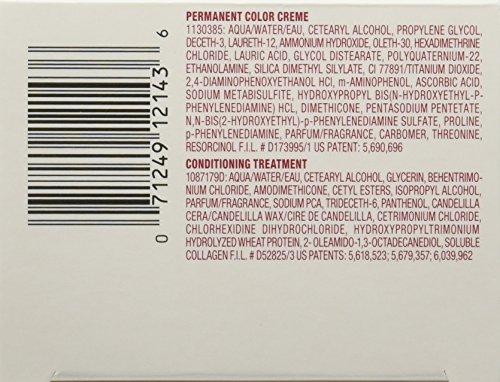 PERMANENT COLOR CREME
1130385: AQUA/WATER/EAU, CETEARYL ALCOHOL, PROPYLENE GLYCOL,
DECETH-3, LAURETH-12, AMMONIUM HYDROXIDE, OLETH-30, HEXADIMETHRINE
CHLORIDE, LAURIC ACID, GLYCOL DISTEARATE, POLYQUATERNIUM-22,
ETHANOLAMINE, SILICA DIMETHYL SILYLATE, CI 77891/TITANIUM DIOXIDE,
2,4-DIAMINOPHENOXYETHANOL HCl, m-AMINOPHENOL, ASCORBIC ACID,
SODIUM METABISULFITE, HYDROXYPROPYL BIS(N-HYDROXYETHYL-p-
PHENYLENEDIAMINE) HCL, DIMETHICONE, PENTASODIUM PENTETATE,
N,N-BIS(2-HYDROXYETHYL)-p-PHENYLENEDIAMINE SULFATE, PROLINE,
p-PHENYLENEDIAMINE, PARFUM/FRAGRANCE, CARBOMER, THREONINE,
RESORCINOL F.I.L. # D173995/1 US PATENT: 5,690,696
CONDITIONING TREATMENT
1087179D: AQUA/WATER/EAU, CETEARYL ALCOHOL, GLYCERIN, BEHENTRIMO-
NIUM CHLORIDE, AMODIMETHICONE, CETYL ESTERS, ISOPROPYL ALCOHOL,
PARFUM/FRAGRANCE, SODIUM PCA, TRIDECETH-6, PANTHENOL, CANDELILLA
CERA/CANDELILLA WAX/CIRE DE CANDELILLA, CETRIMONIUM CHLORIDE,
CHLORHEXIDINE DIHYDROCHLORIDE, HYDROXYPROPYLTRIMONIUM
HYDROLYZED WHEAT PROTEIN, 2- OLEAMIDO-1,3-OCTADECANEDIOL, SOLUBLE
COLLAGEN F.I.L. # D52825/3 US PATENTS: 5,618,523; 5,679,357; 6,039,962
0 71249 12143 6